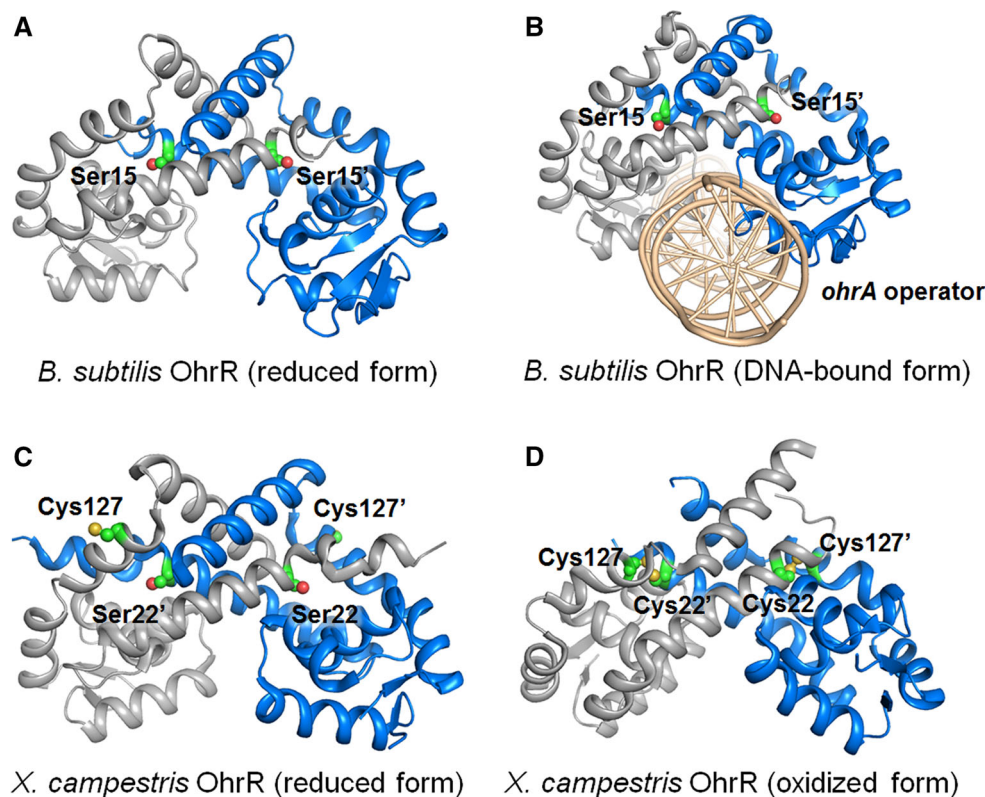 A
Ser15
Ser15’
B. subtilis OhrR (reduced form)
B
Ser15
Ser15’
ohrA operator
B. subtilis OhrR (DNA-bound form)
C
Cys127
Cys127’
Ser22’
Ser22
X. campestris OhrR (reduced form)
D
Cys127
Cys127’
Cys22’
Cys22
X. campestris OhrR (oxidized form)